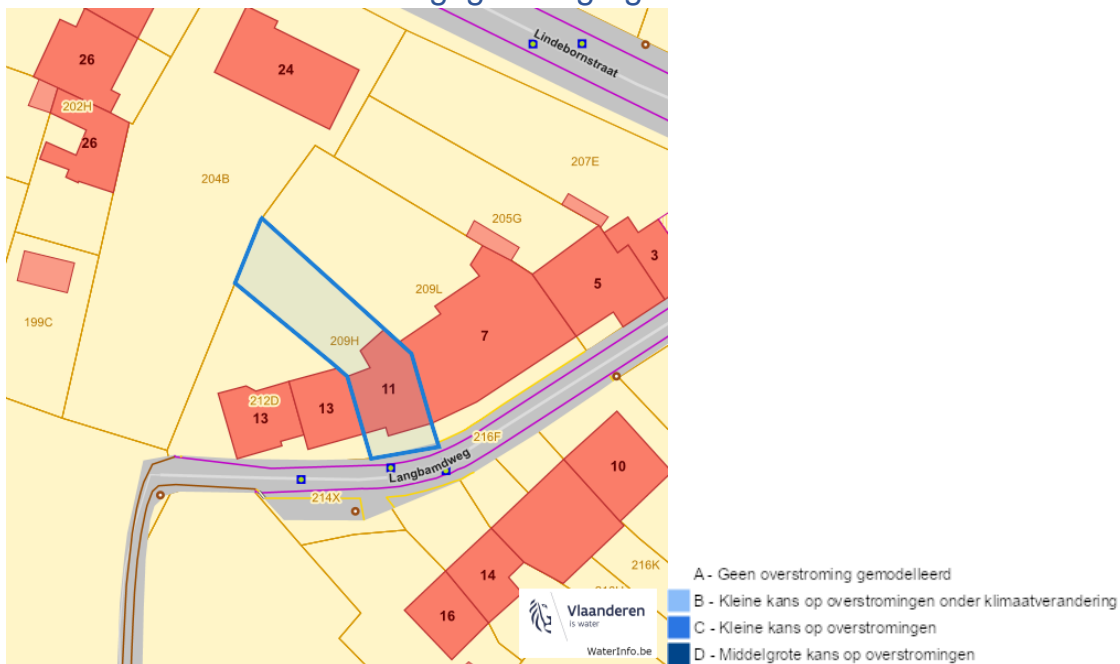 26
24
Lindebornstraat
202H
26
207E
204B
205G
3
5
209L
199C
209H
7
11
212D
13
13
216F
Langbamdweg
10
214X
216K
14
16
Vlaanderen
is water
WaterInfo.be
A - Geen overstroming gemodelleerd
B - Kleine kans op overstromingen onder klimaatverandering
C - Kleine kans op overstromingen
D - Middelgrote kans op overstromingen